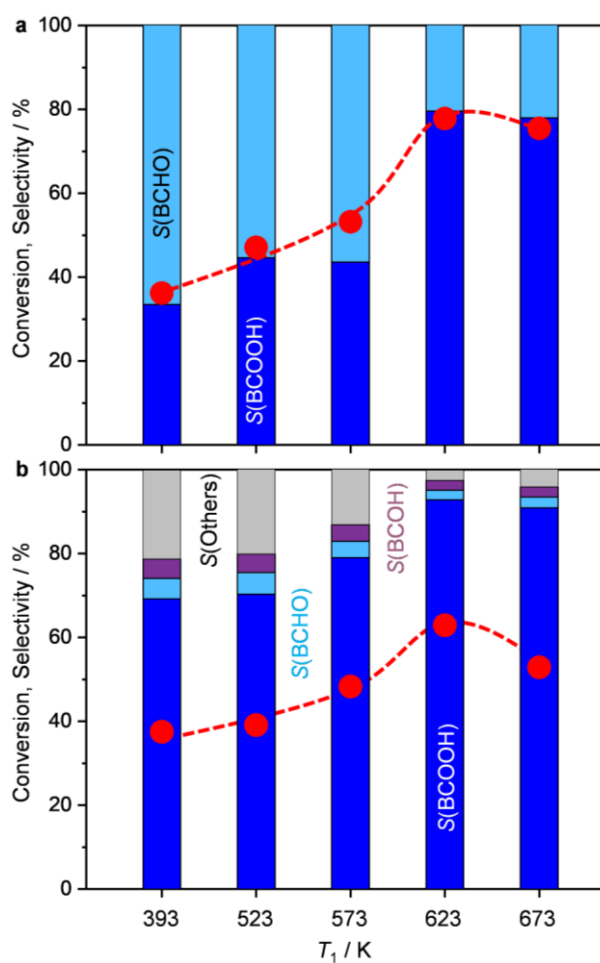 a
100
80
60
40
20
0
Conversion, Selectivity / %
S(BCHO)
S(BCOOH)
b
100
80
60
40
20
0
Conversion, Selectivity / %
S(Others)
S(BCHO)
S(BCOH)
S(BCOOH)
393 523 573 623 673
T₁ / K